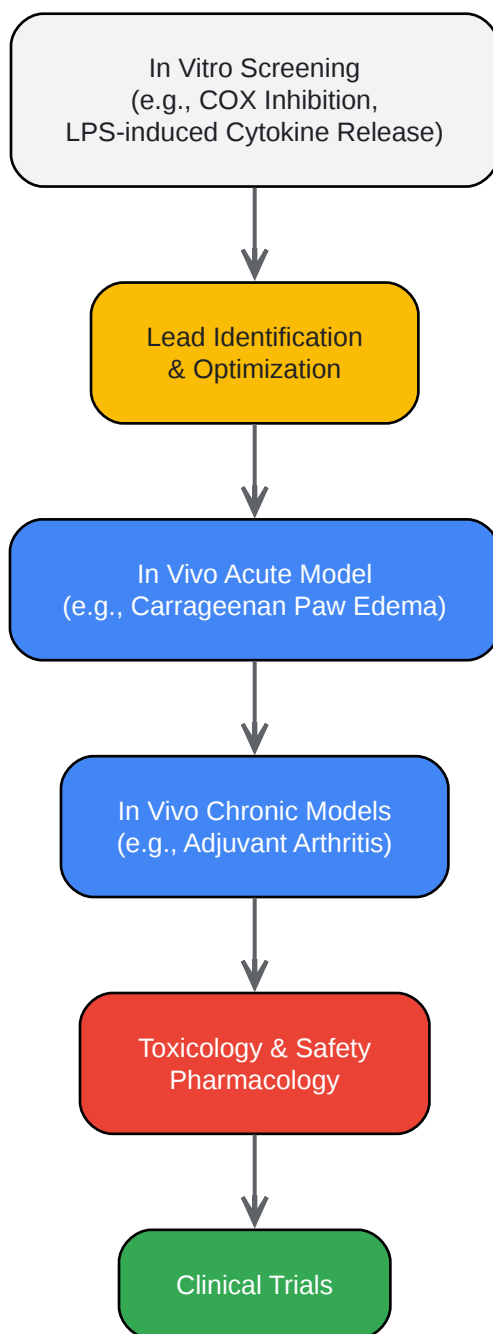 In Vitro Screening
(e.g., COX Inhibition,
LPS-induced Cytokine Release)
Lead Identification
& Optimization
In Vivo Acute Model
(e.g., Carrageenan Paw Edema)
In Vivo Chronic Models
(e.g., Adjuvant Arthritis)
Toxicology & Safety
Pharmacology
Clinical Trials